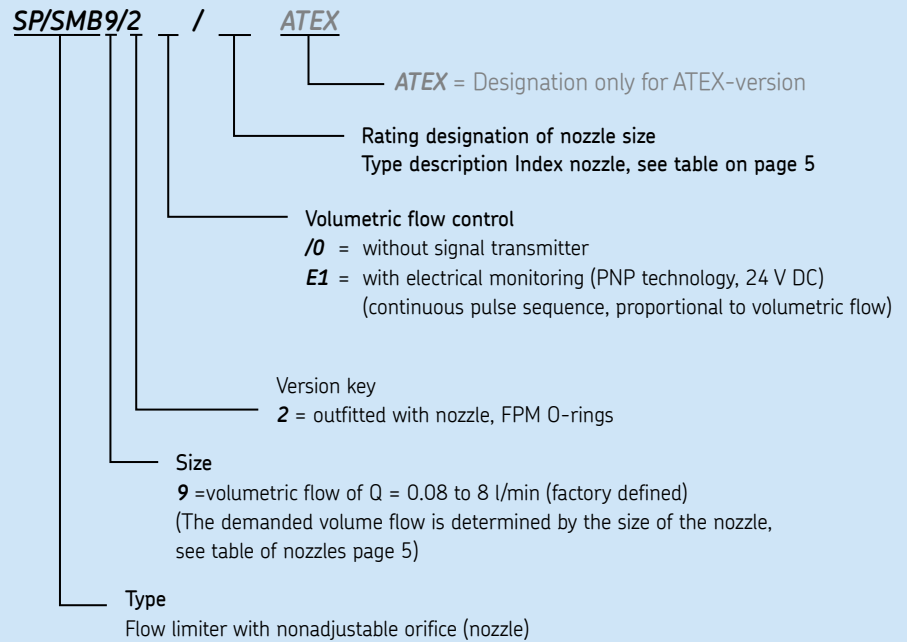 SP/SMB9/2 _ / _ ATEX
ATEX = Designation only for ATEX-version
Rating designation of nozzle size
Type description Index nozzle, see table on page 5
Volumetric flow control
/0 = without signal transmitter
E1 = with electrical monitoring (PNP technology, 24 V DC)
(continuous pulse sequence, proportional to volumetric flow)
Version key
2 = outfitted with nozzle, FPM O-rings
Size
9 =volumetric flow of Q = 0.08 to 8 l/min (factory defined)
(The demanded volume flow is determined by the size of the nozzle,
see table of nozzles page 5)
Type
Flow limiter with nonadjustable orifice (nozzle)